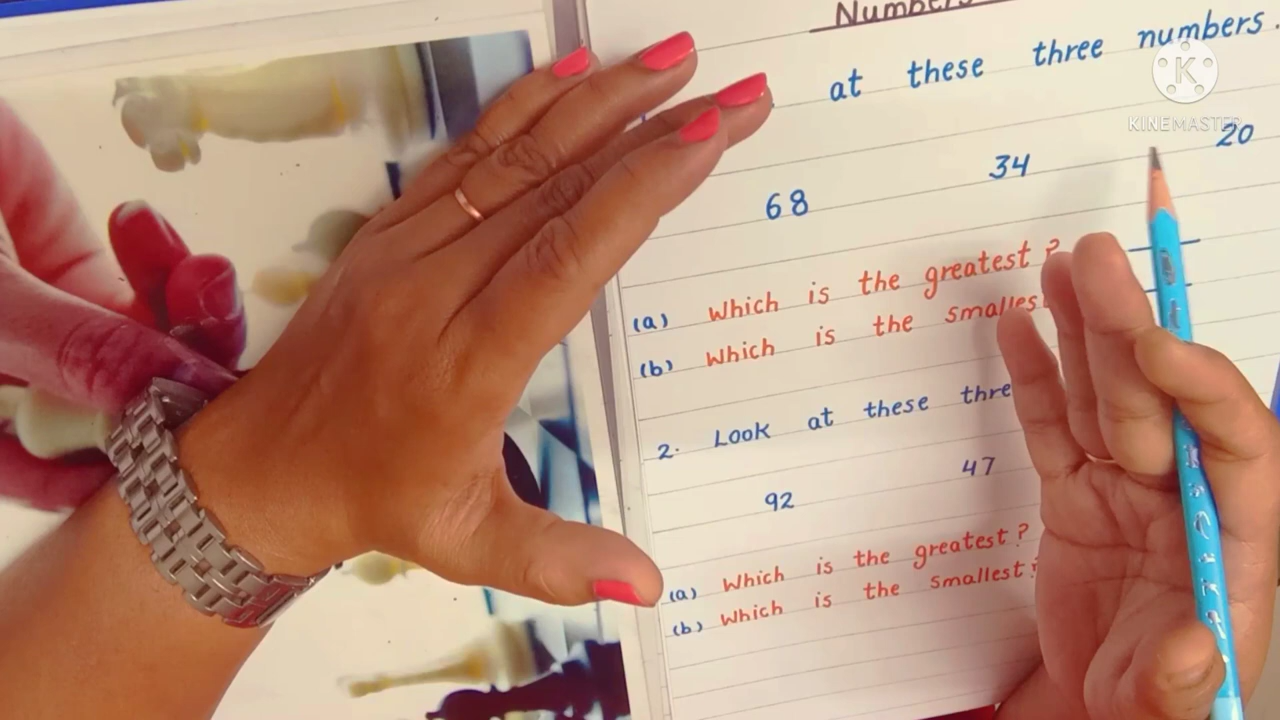 Numbers
at these three numbers.
KINEMASTER
68 34 20
(a) Which is the greatest?
(b) Which is the smallest
2. Look at these
92 47
(a) Which is the greatest?
(b) Which is the smallest?